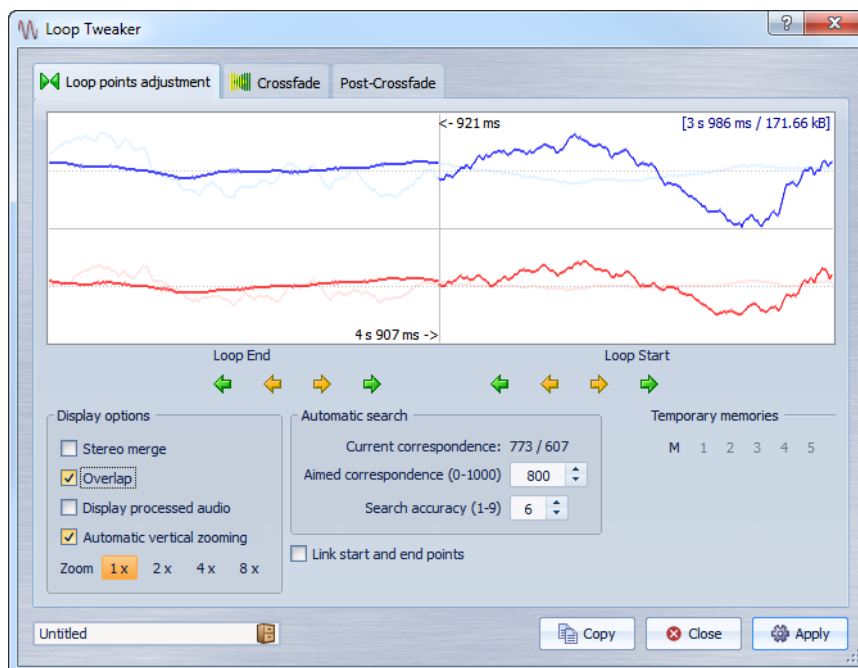 Loop Tweaker
Loop points adjustment Crossfade Post-Crossfade
<- 921 ms [3 s 986 ms / 171.66 kB]
4 s 907 ms ->
Loop End Loop Start
Display options Automatic search Temporary memories
Stereo merge Current correspondence: 773 / 607 M 1 2 3 4 5
Overlap Aimed correspondence (0-1000) 800
Display processed audio Search accuracy (1-9) 6
Automatic vertical zooming
Link start and end points
Zoom 1 x 2 x 4 x 8 x
Untitled Copy Close Apply